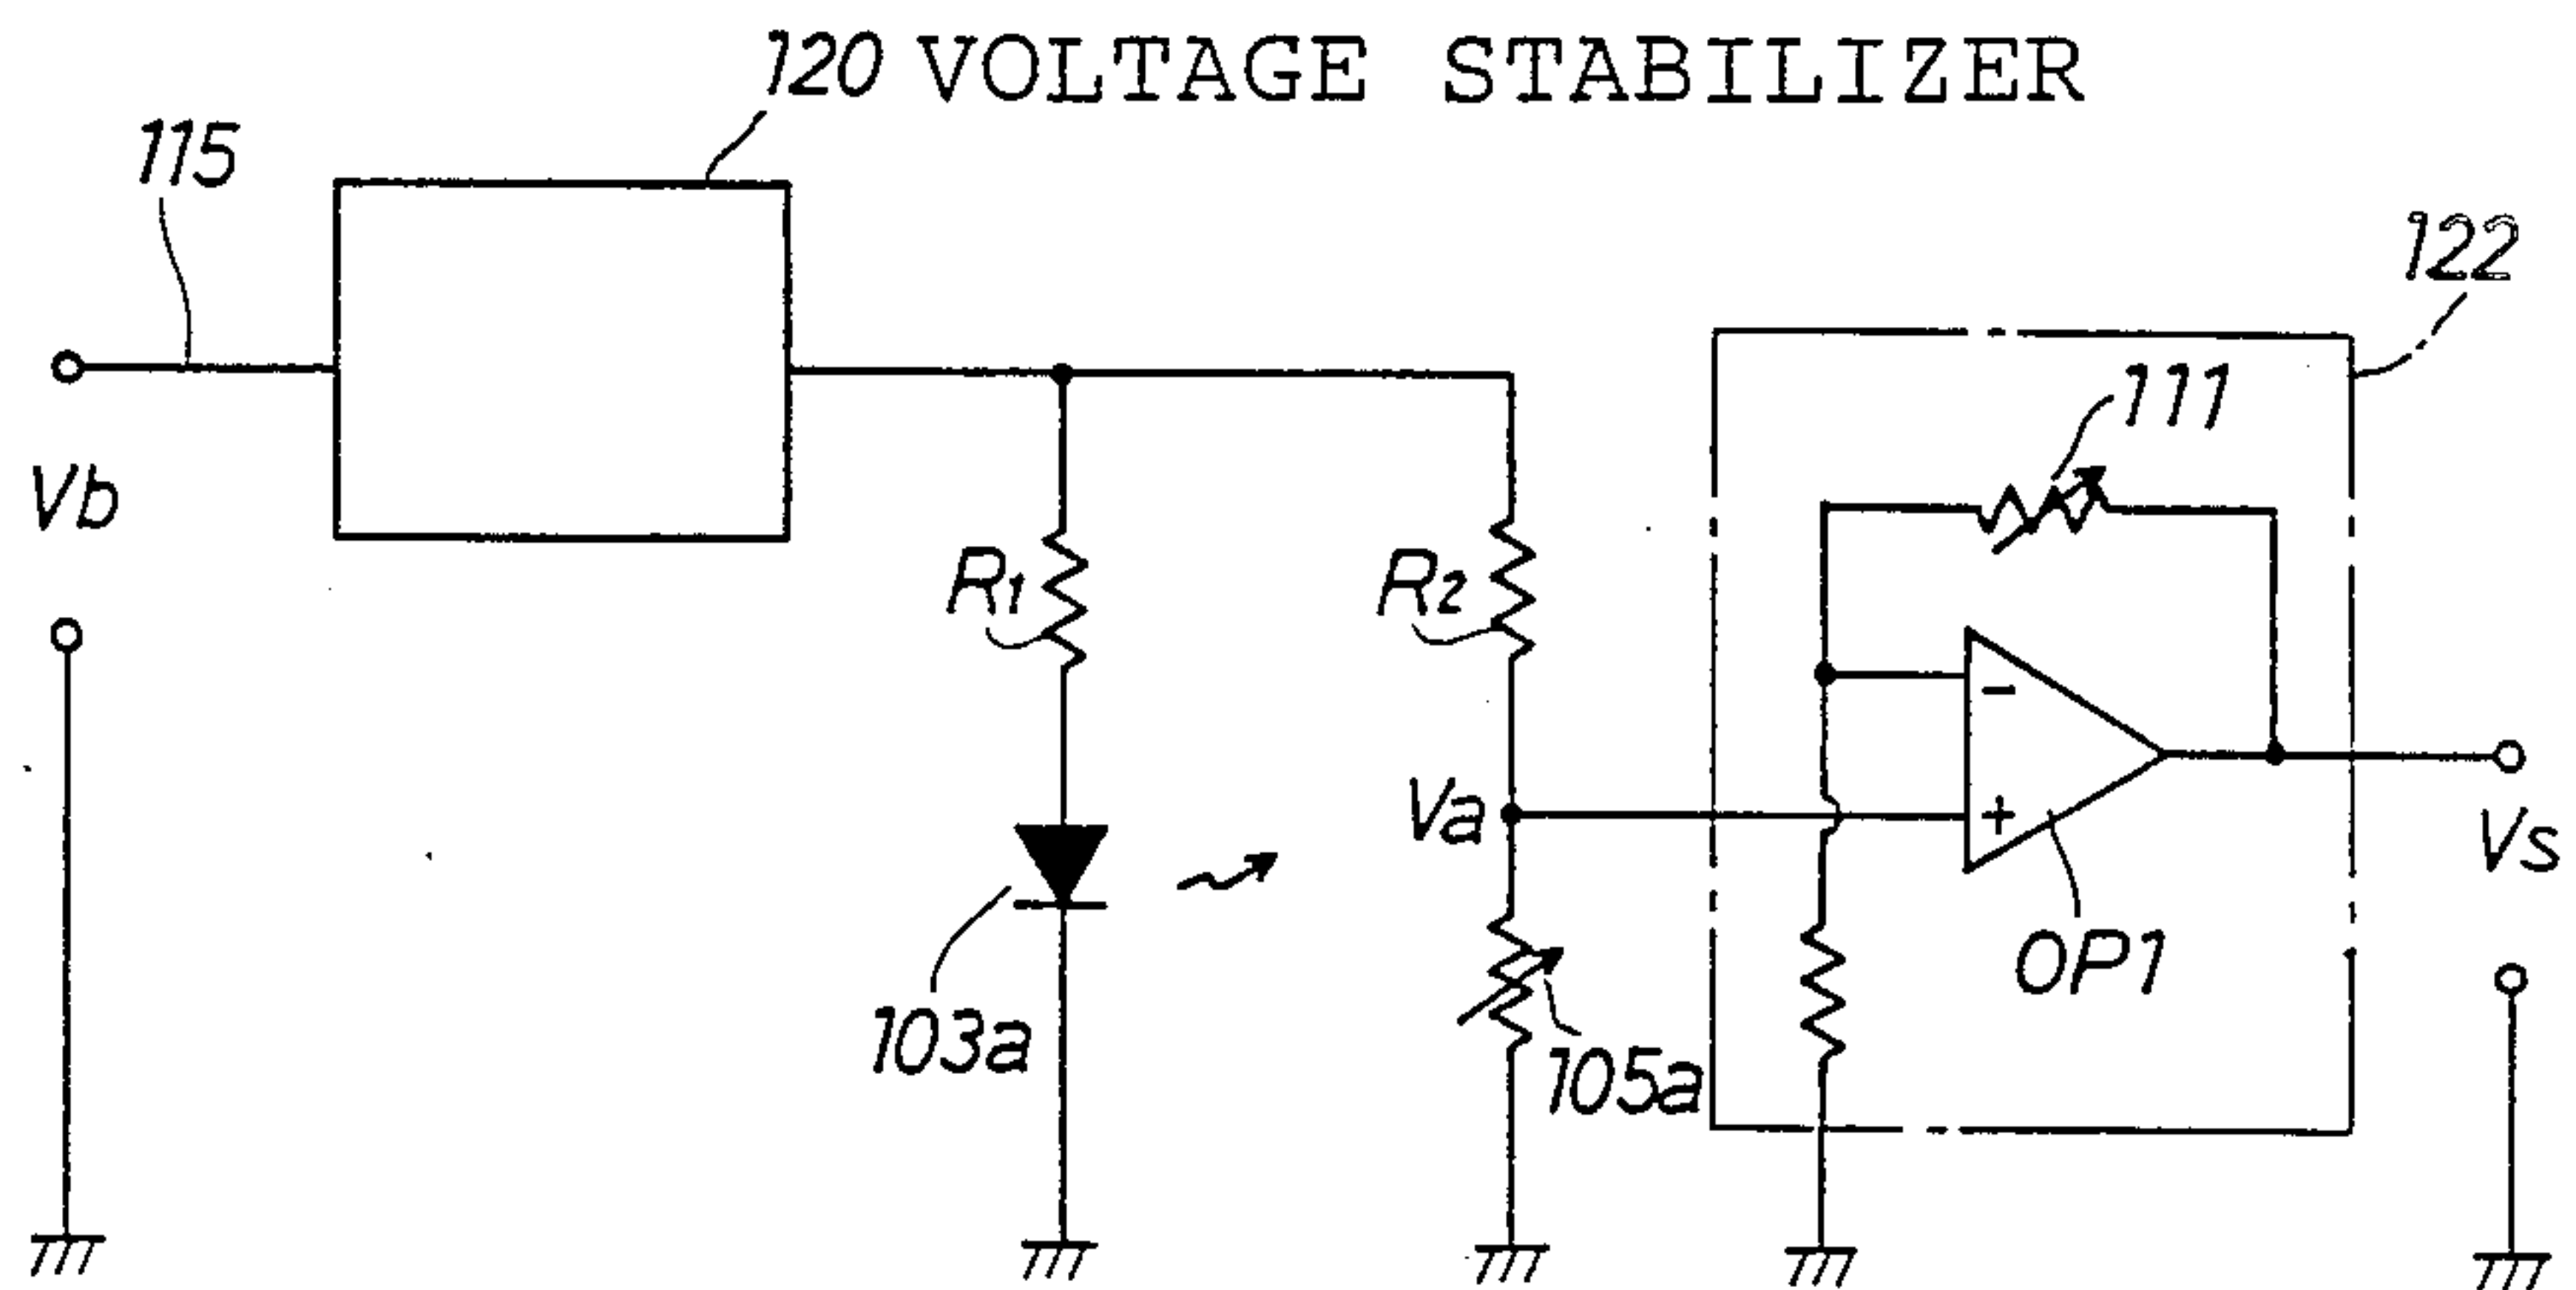 120 VOLTAGE STABILIZER
115
122
111
Vb
R1
R2
-
Va
+
Vs
OP1
103a
105a